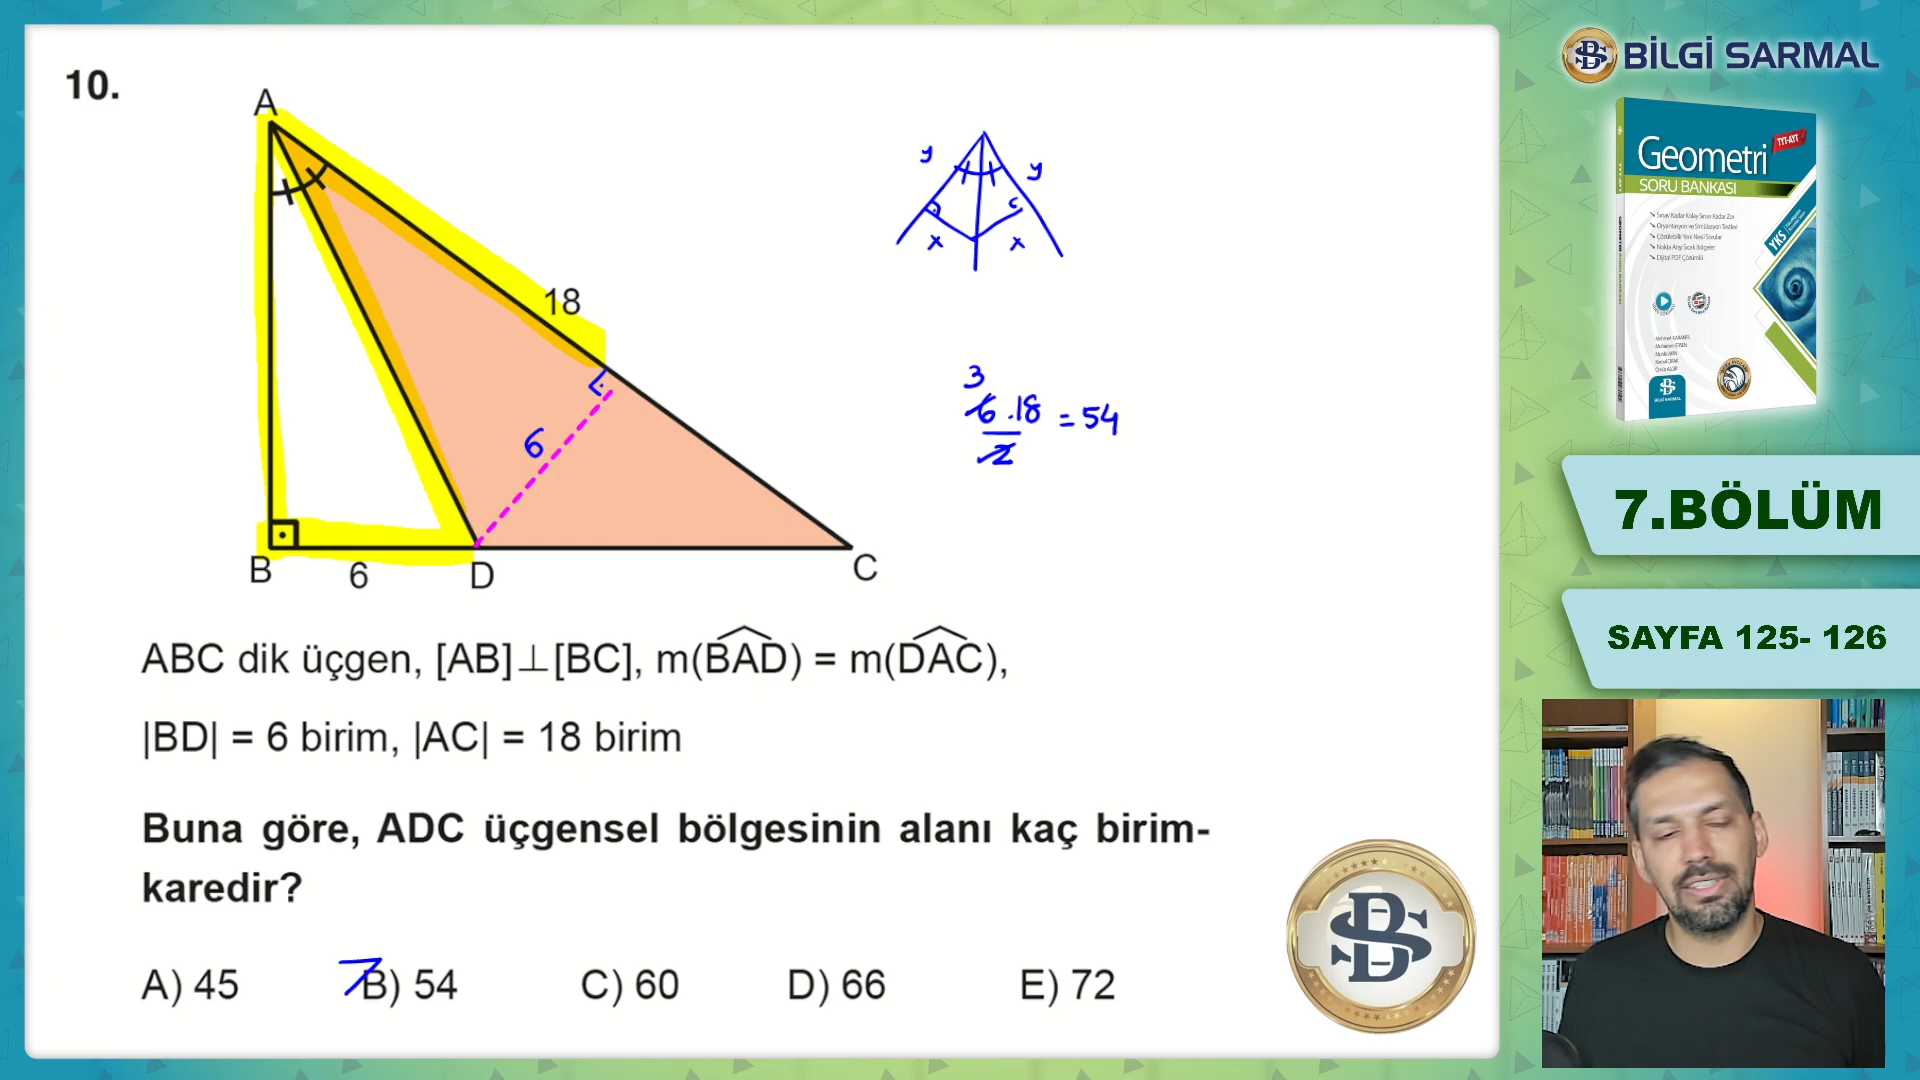 10.
A
18
6
B
6
D
C
y
y
x
x
3
6 . 18 = 54
2
ABC dik üçgen, [AB]⊥[BC], m(BAD) = m(DAC),
|BD| = 6 birim, |AC| = 18 birim
Buna göre, ADC üçgensel bölgesinin alanı kaç birim-
karedir?
A) 45 B) 54 C) 60 D) 66 E) 72
BİLGİ SARMAL
TYT-AYT
Geometri
SORU BANKASI
YKS
7.BÖLÜM
SAYFA 125- 126